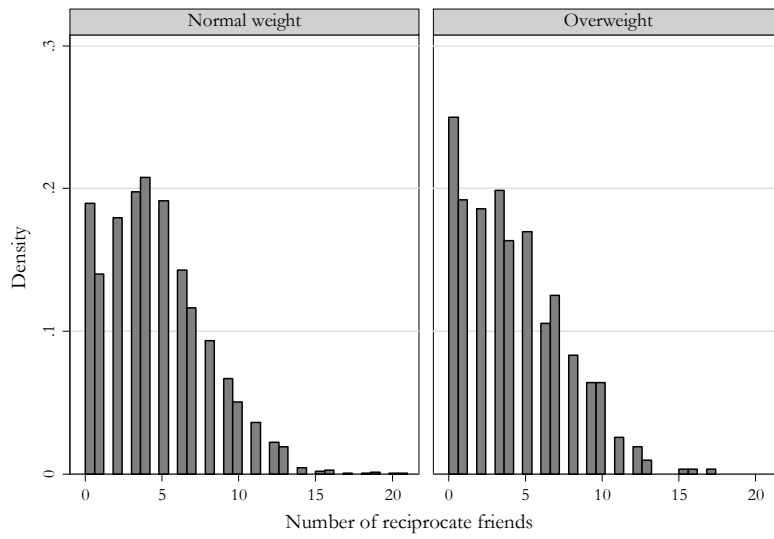 Normal weight
Overweight
.3
.2
.1
0
Density
0 5 10 15 20
0 5 10 15 20
Number of reciprocate friends